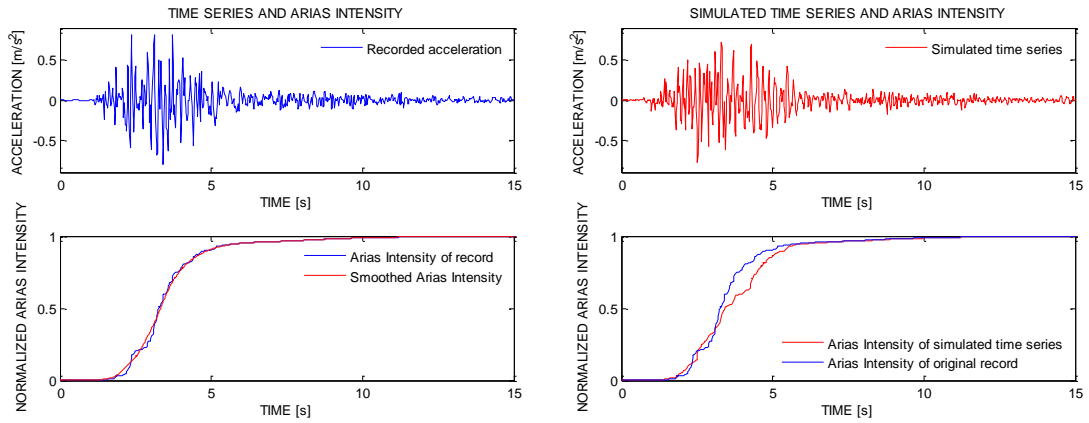 TIME SERIES AND ARIAS INTENSITY
ACCELERATION [m/s²]
0.5
0
-0.5
Recorded acceleration
0 5 10 15
TIME [s]
NORMALIZED ARIAS INTENSITY
1
0.5
0
Arias Intensity of record
Smoothed Arias Intensity
0 5 10 15
TIME [s]
SIMULATED TIME SERIES AND ARIAS INTENSITY
ACCELERATION [m/s²]
0.5
0
-0.5
Simulated time series
0 5 10 15
TIME [s]
NORMALIZED ARIAS INTENSITY
1
0.5
0
Arias Intensity of simulated time series
Arias Intensity of original record
0 5 10 15
TIME [s]